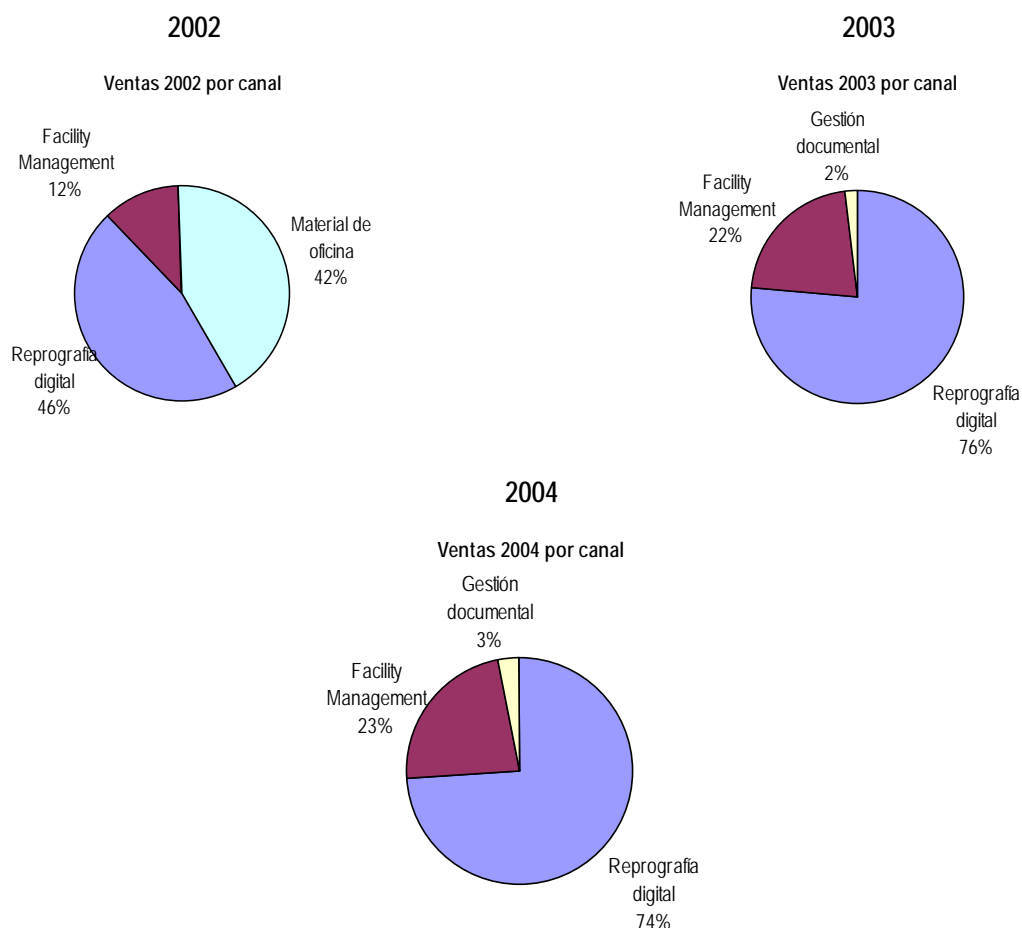 2002
Ventas 2002 por canal
Facility
Management
12%
Material de
oficina
42%
Reprografía
digital
46%
2003
Ventas 2003 por canal
Gestión
documental
2%
Facility
Management
22%
Reprografía
digital
76%
2004
Ventas 2004 por canal
Gestión
documental
3%
Facility
Management
23%
Reprografía
digital
74%